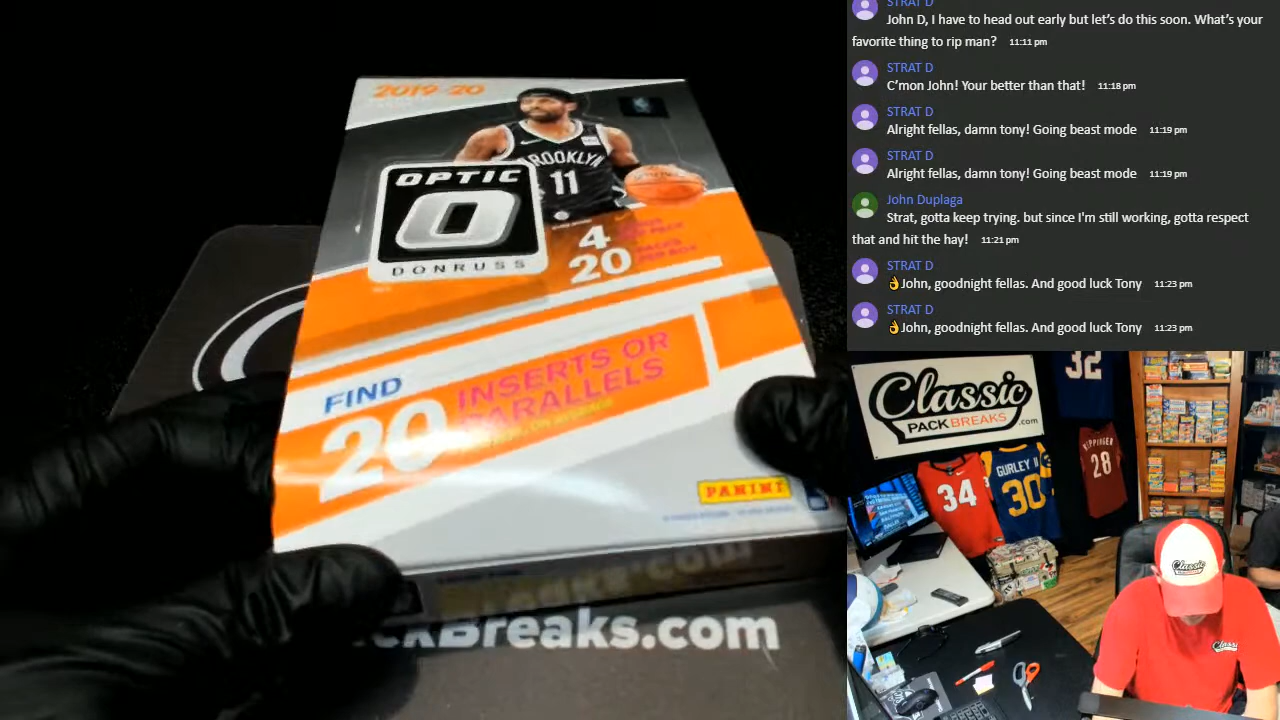 2019-20
BROOKLYN
11
OPTIC
DONRUSS
4
20
FIND
20 INSERTS OR
PARALLELS
PANINI
ckBreaks.com
STRAT D
John D, I have to head out early but let's do this soon. What's your
favorite thing to rip man? 11:11 pm
STRAT D
C'mon John! Your better than that! 11:18 pm
STRAT D
Alright fellas, damn tony! Going beast mode 11:19 pm
STRAT D
Alright fellas, damn tony! Going beast mode 11:19 pm
John Duplaga
Strat, gotta keep trying. but since I'm still working, gotta respect
that and hit the hay! 11:21 pm
STRAT D
👌John, goodnight fellas. And good luck Tony 11:23 pm
STRAT D
👌John, goodnight fellas. And good luck Tony 11:23 pm
Classic
PACKBREAKS.com
32
34
GURLEY II
30
28
Classic